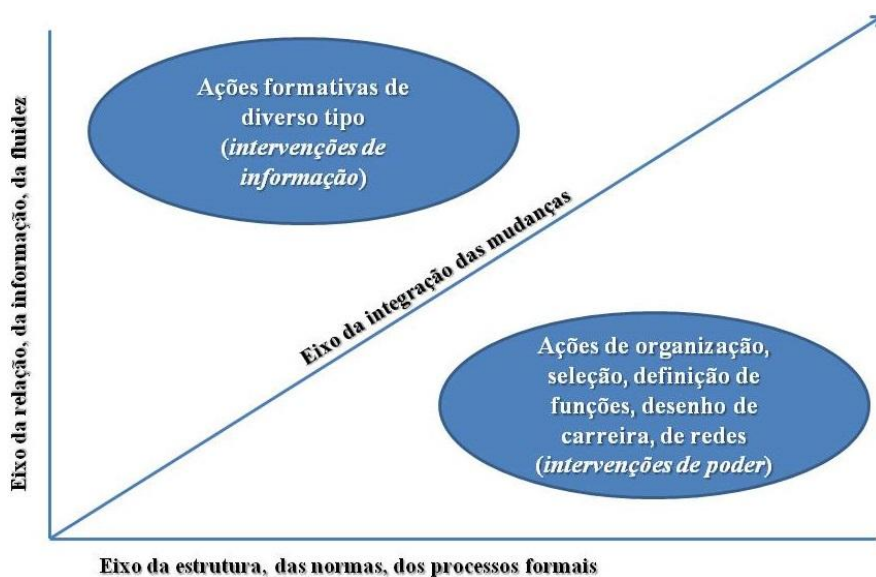 Eixo da relação, da informação, da fluidez
Ações formativas de
diverso tipo
(intervenções de
informação)
Eixo da integração das mudanças
Ações de organização,
seleção, definição de
funções, desenho de
carreira, de redes
(intervenções de poder)
Eixo da estrutura, das normas, dos processos formais